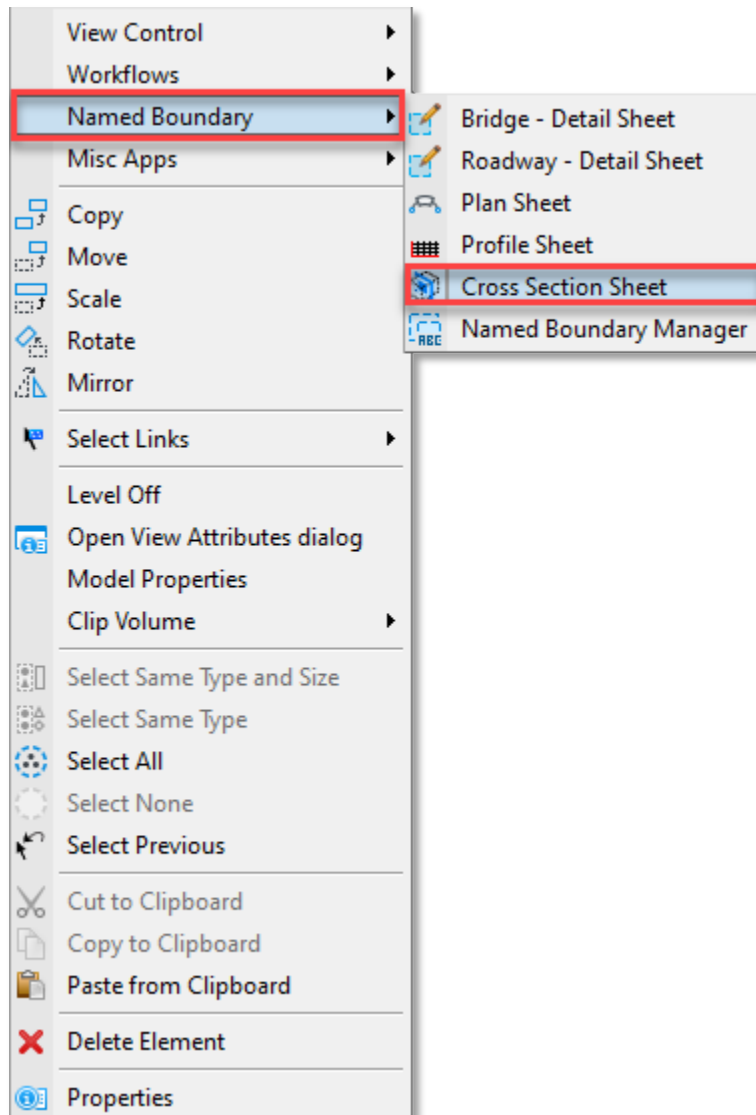 View Control
Workflows
Named Boundary
Misc Apps
Copy
Move
Scale
Rotate
Mirror
Select Links
Level Off
Open View Attributes dialog
Model Properties
Clip Volume
Select Same Type and Size
Select Same Type
Select All
Select None
Select Previous
Cut to Clipboard
Copy to Clipboard
Paste from Clipboard
Delete Element
Properties
Bridge - Detail Sheet
Roadway - Detail Sheet
Plan Sheet
Profile Sheet
Cross Section Sheet
ABC Named Boundary Manager